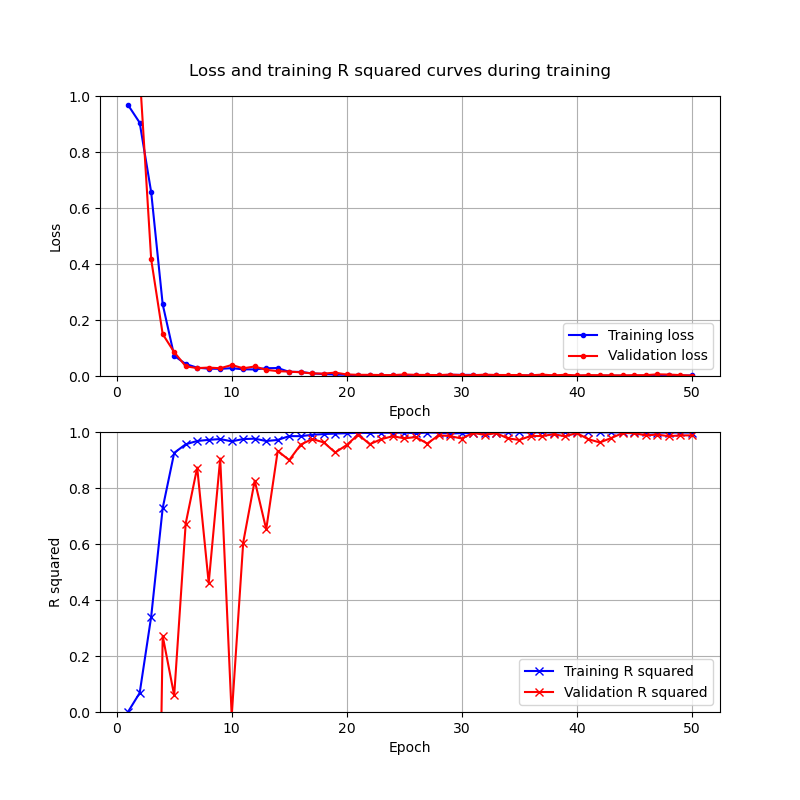 Loss and training R squared curves during training
1.0
0.8
0.6
0.4
0.2
0.0
Loss
Training loss
Validation loss
0 10 20 30 40 50
Epoch
1.0
0.8
0.6
0.4
0.2
0.0
R squared
Training R squared
Validation R squared
0 10 20 30 40 50
Epoch